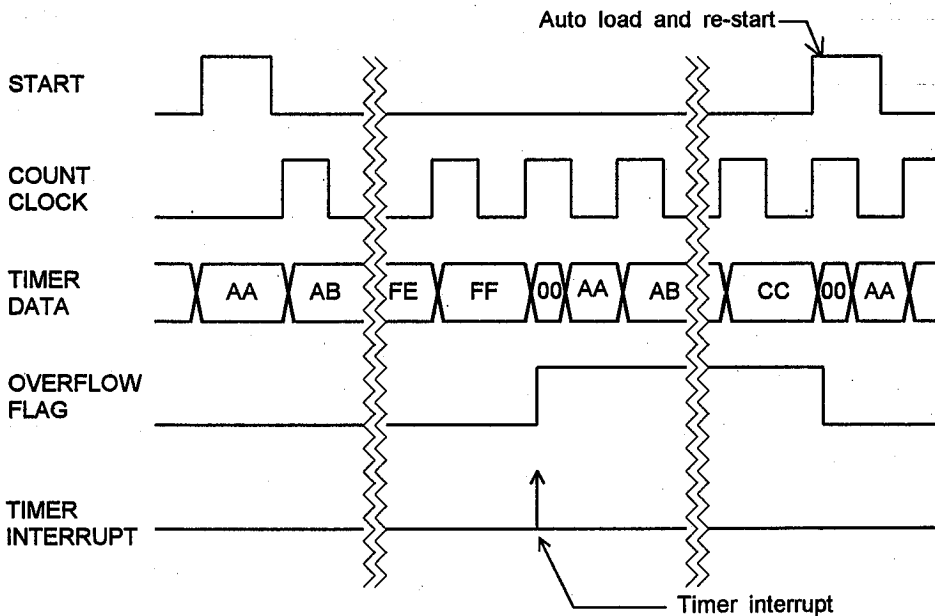 Auto load and re-start
START
COUNT
CLOCK
TIMER
DATA
AA AB FE FF 00 AA AB CC 00 AA
OVERFLOW
FLAG
TIMER
INTERRUPT
Timer interrupt